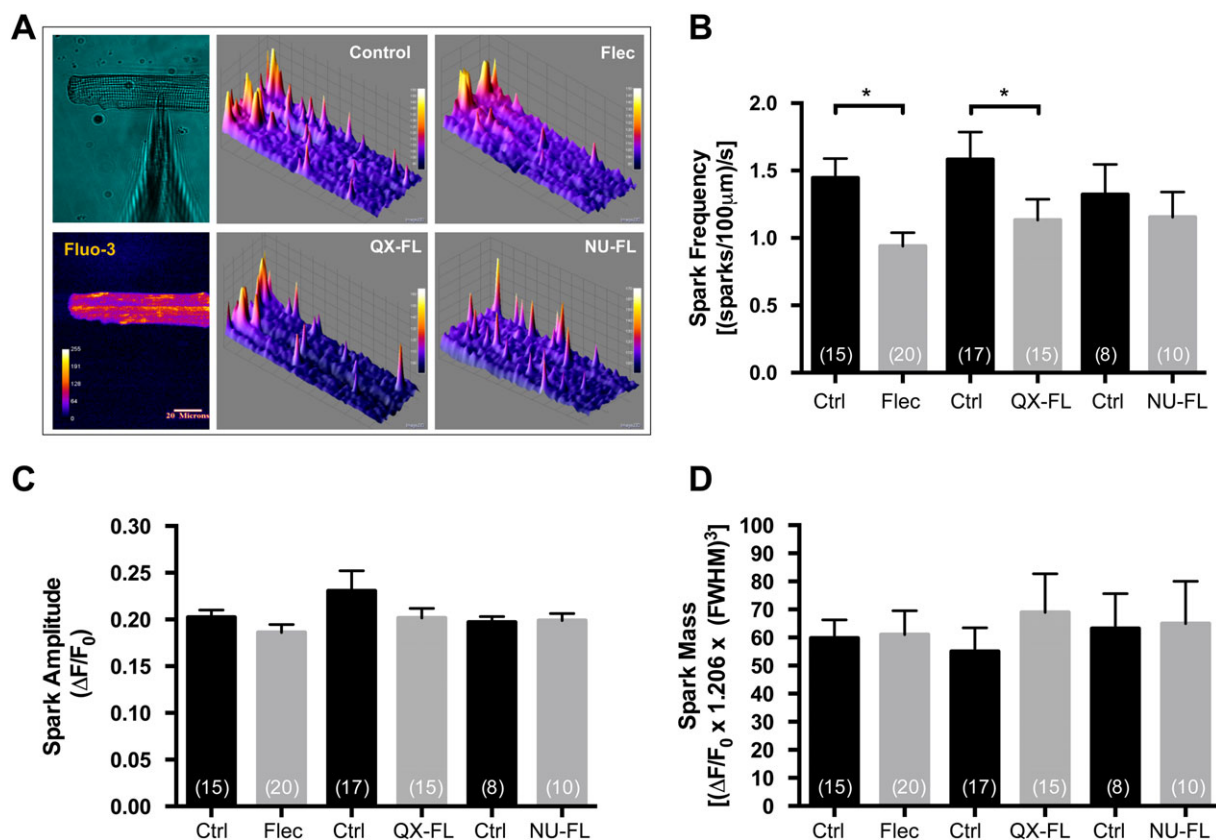 A
Control
Flec
Fluo-3
255
191
128
64
0
20 Microns
QX-FL
NU-FL
B
Spark Frequency
[(sparks/100μm)/s]
2.0
1.5
1.0
0.5
0.0
*
*
(15)
(20)
(17)
(15)
(8)
(10)
Ctrl
Flec
Ctrl
QX-FL
Ctrl
NU-FL
C
Spark Amplitude
(ΔF/F0)
0.30
0.25
0.20
0.15
0.10
0.05
0.00
(15)
(20)
(17)
(15)
(8)
(10)
Ctrl
Flec
Ctrl
QX-FL
Ctrl
NU-FL
D
Spark Mass
[(ΔF/F0 x 1.206 x (FWHM)3]
100
90
80
70
60
50
40
30
20
10
0
(15)
(20)
(17)
(15)
(8)
(10)
Ctrl
Flec
Ctrl
QX-FL
Ctrl
NU-FL